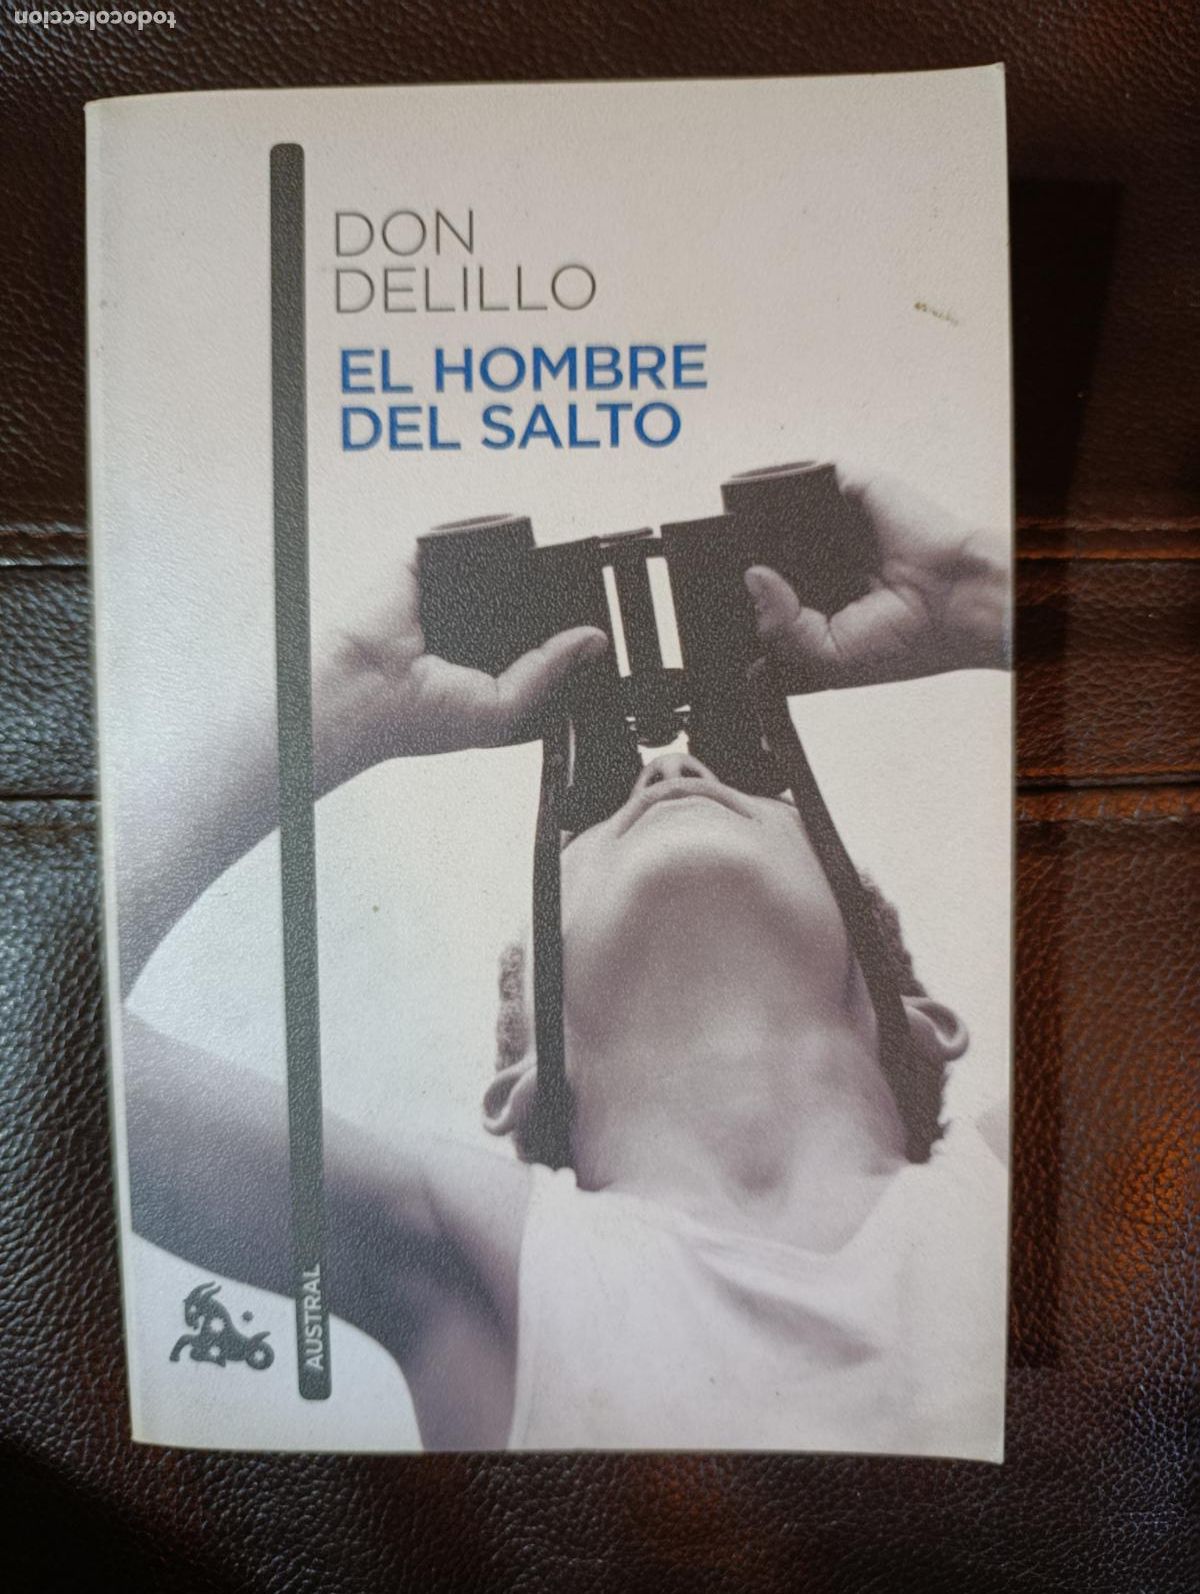 todocoleccion
DON
DELILLO
EL HOMBRE
DEL SALTO
AUSTRAL